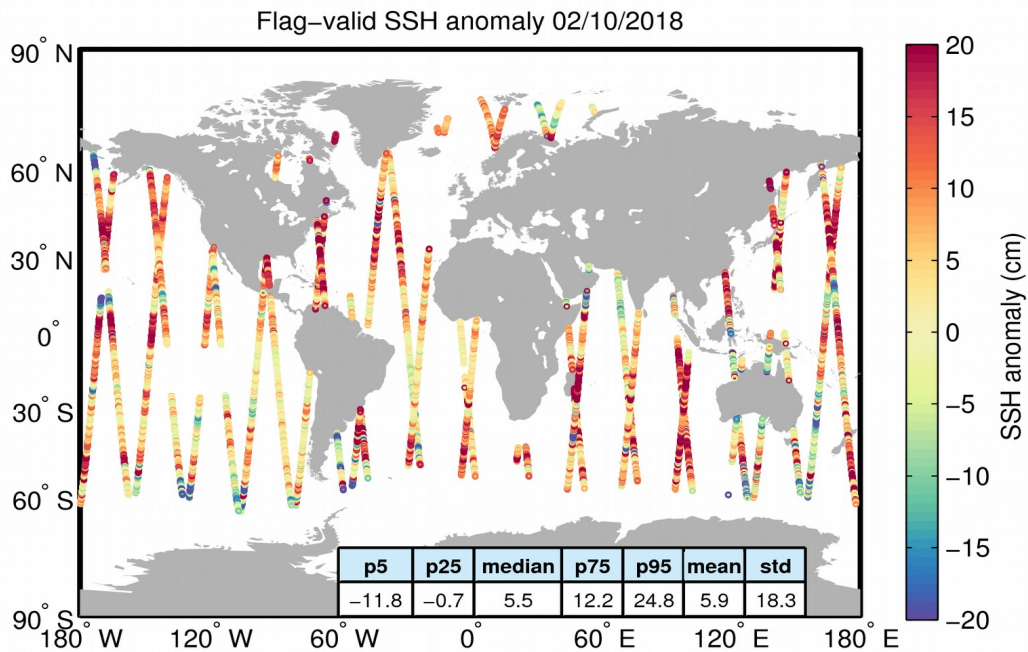 Flag−valid SSH anomaly 02/10/2018
90° N
60° N
30° N
0°
30° S
60° S
90° S
180° W 120° W 60° W 0° 60° E 120° E 180° E
p5 p25 median p75 p95 mean std
−11.8 −0.7 5.5 12.2 24.8 5.9 18.3
20
15
10
5
0
−5
−10
−15
−20
SSH anomaly (cm)